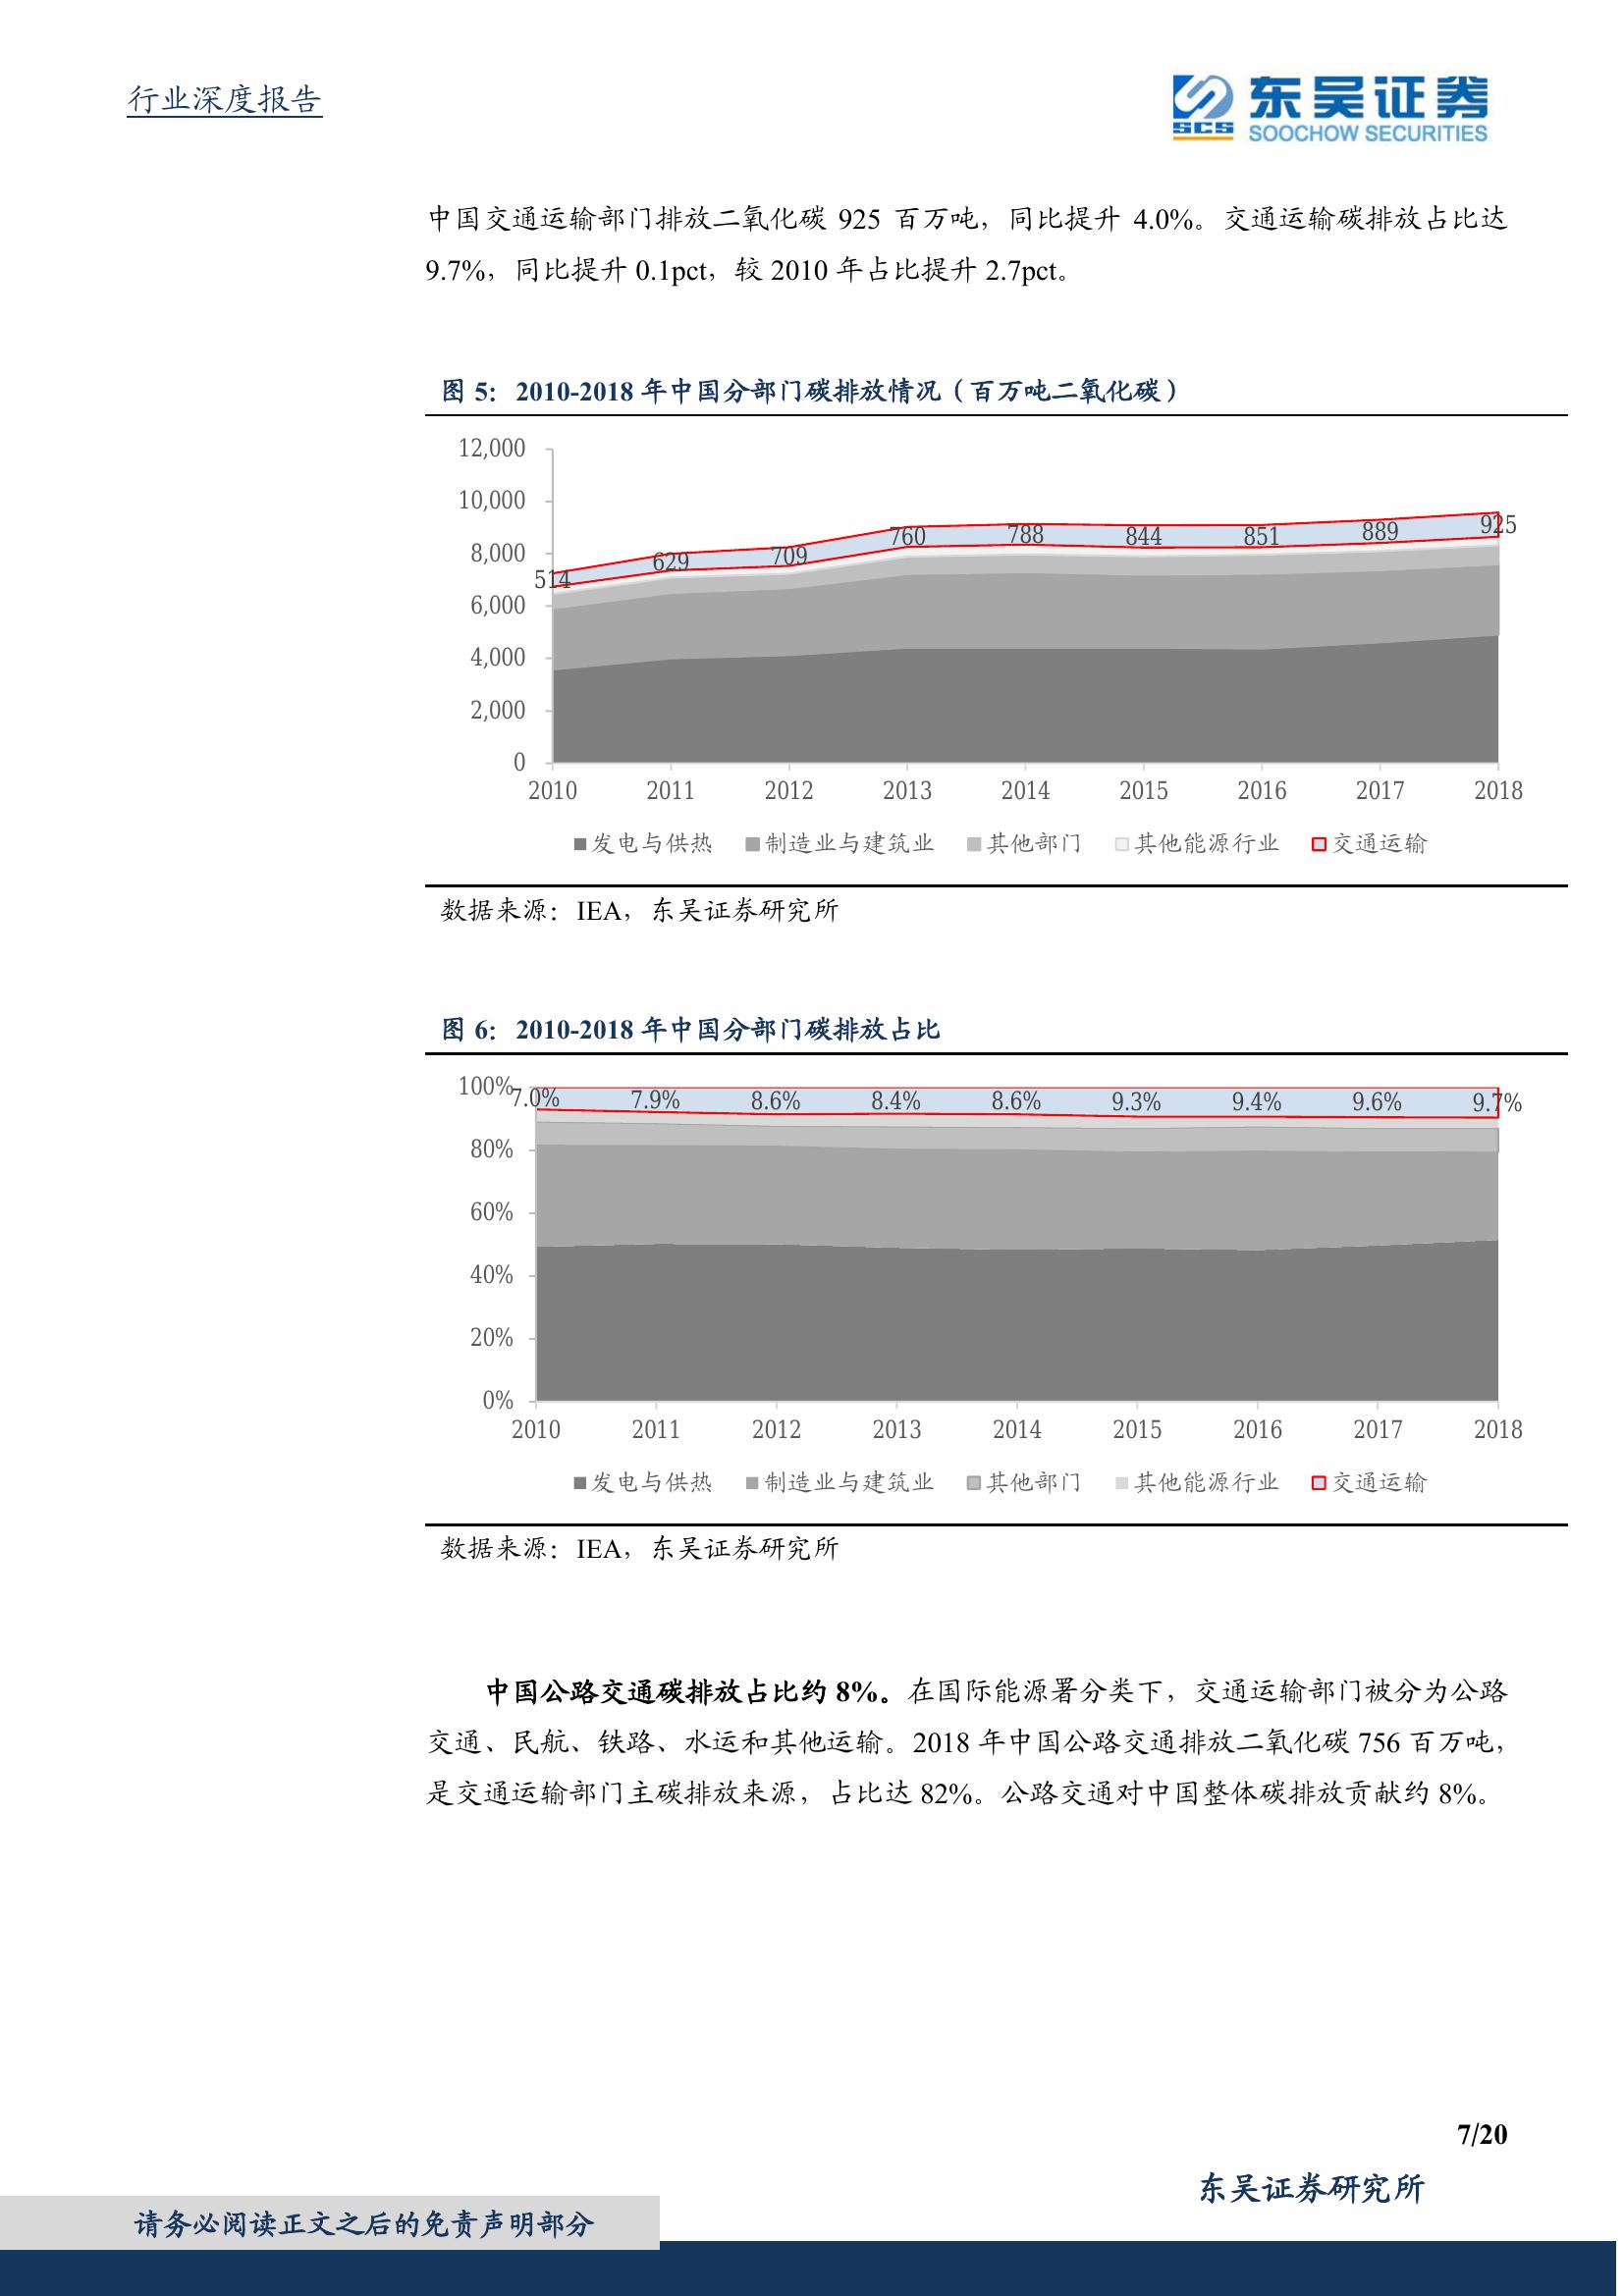 行业深度报告
SCS
东吴证券
SOOCHOW SECURITIES
中国交通运输部门排放二氧化碳 925 百万吨，同比提升 4.0%。交通运输碳排放占比达
9.7%，同比提升 0.1pct，较 2010 年占比提升 2.7pct。
图 5：2010-2018 年中国分部门碳排放情况（百万吨二氧化碳）
12,000
10,000
8,000
6,000
4,000
2,000
0
514 629 709 760 788 844 851 889 925
2010 2011 2012 2013 2014 2015 2016 2017 2018
发电与供热 制造业与建筑业 其他部门 其他能源行业 交通运输
数据来源：IEA，东吴证券研究所
图 6：2010-2018 年中国分部门碳排放占比
100%
80%
60%
40%
20%
0%
7.0% 7.9% 8.6% 8.4% 8.6% 9.3% 9.4% 9.6% 9.7%
2010 2011 2012 2013 2014 2015 2016 2017 2018
发电与供热 制造业与建筑业 其他部门 其他能源行业 交通运输
数据来源：IEA，东吴证券研究所
中国公路交通碳排放占比约 8%。在国际能源署分类下，交通运输部门被分为公路
交通、民航、铁路、水运和其他运输。2018 年中国公路交通排放二氧化碳 756 百万吨，
是交通运输部门主碳排放来源，占比达 82%。公路交通对中国整体碳排放贡献约 8%。
7/20
东吴证券研究所
请务必阅读正文之后的免责声明部分